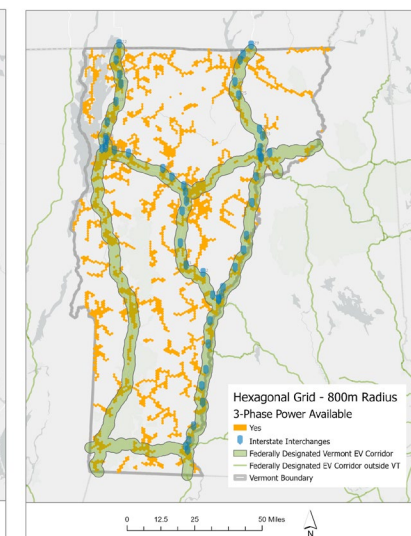 Hexagonal Grid - 800m Radius
3-Phase Power Available
Yes
Interstate Interchanges
Federally Designated Vermont EV Corridor
Federally Designated EV Corridor outside VT
Vermont Boundary
0 12.5 25 50 Miles
N